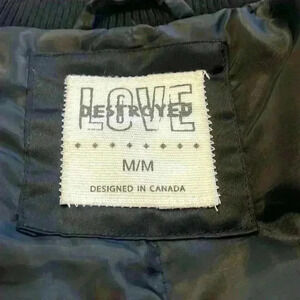 LOVE
DESTROYED
M/M
DESIGNED IN CANADA